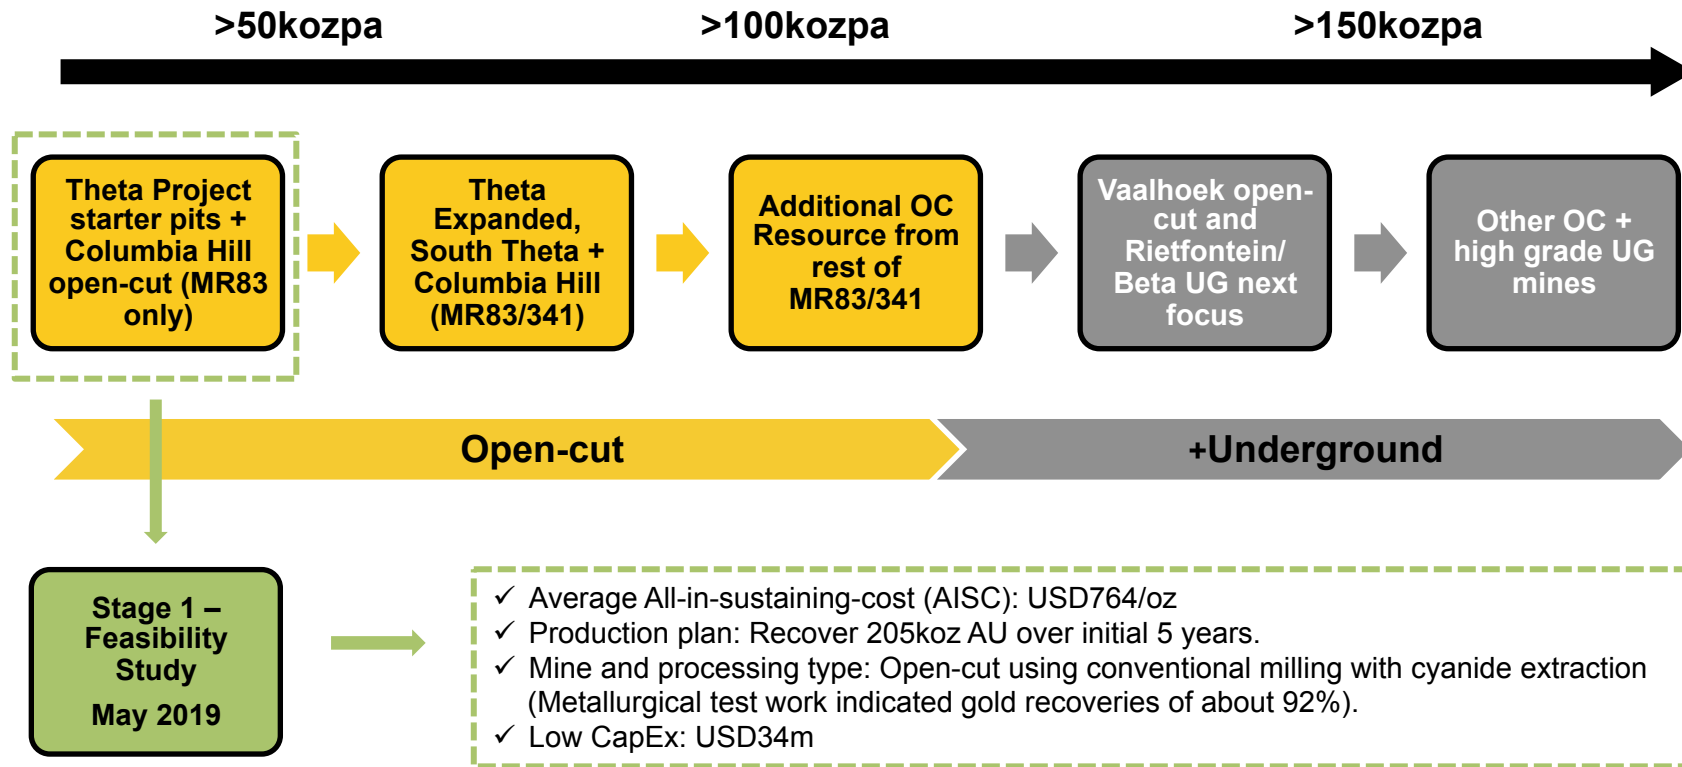 >50kozpa
>100kozpa
>150kozpa
Theta Project
starter pits +
Columbia Hill
open-cut (MR83
only)
Theta
Expanded,
South Theta +
Columbia Hill
(MR83/341)
Additional OC
Resource from
rest of
MR83/341
Vaalhoek open-
cut and
Rietfontein/
Beta UG next
focus
Other OC +
high grade UG
mines
Open-cut
+Underground
Stage 1 –
Feasibility
Study
May 2019
✓ Average All-in-sustaining-cost (AISC): USD764/oz
✓ Production plan: Recover 205koz AU over initial 5 years.
✓ Mine and processing type: Open-cut using conventional milling with cyanide extraction
(Metallurgical test work indicated gold recoveries of about 92%).
✓ Low CapEx: USD34m